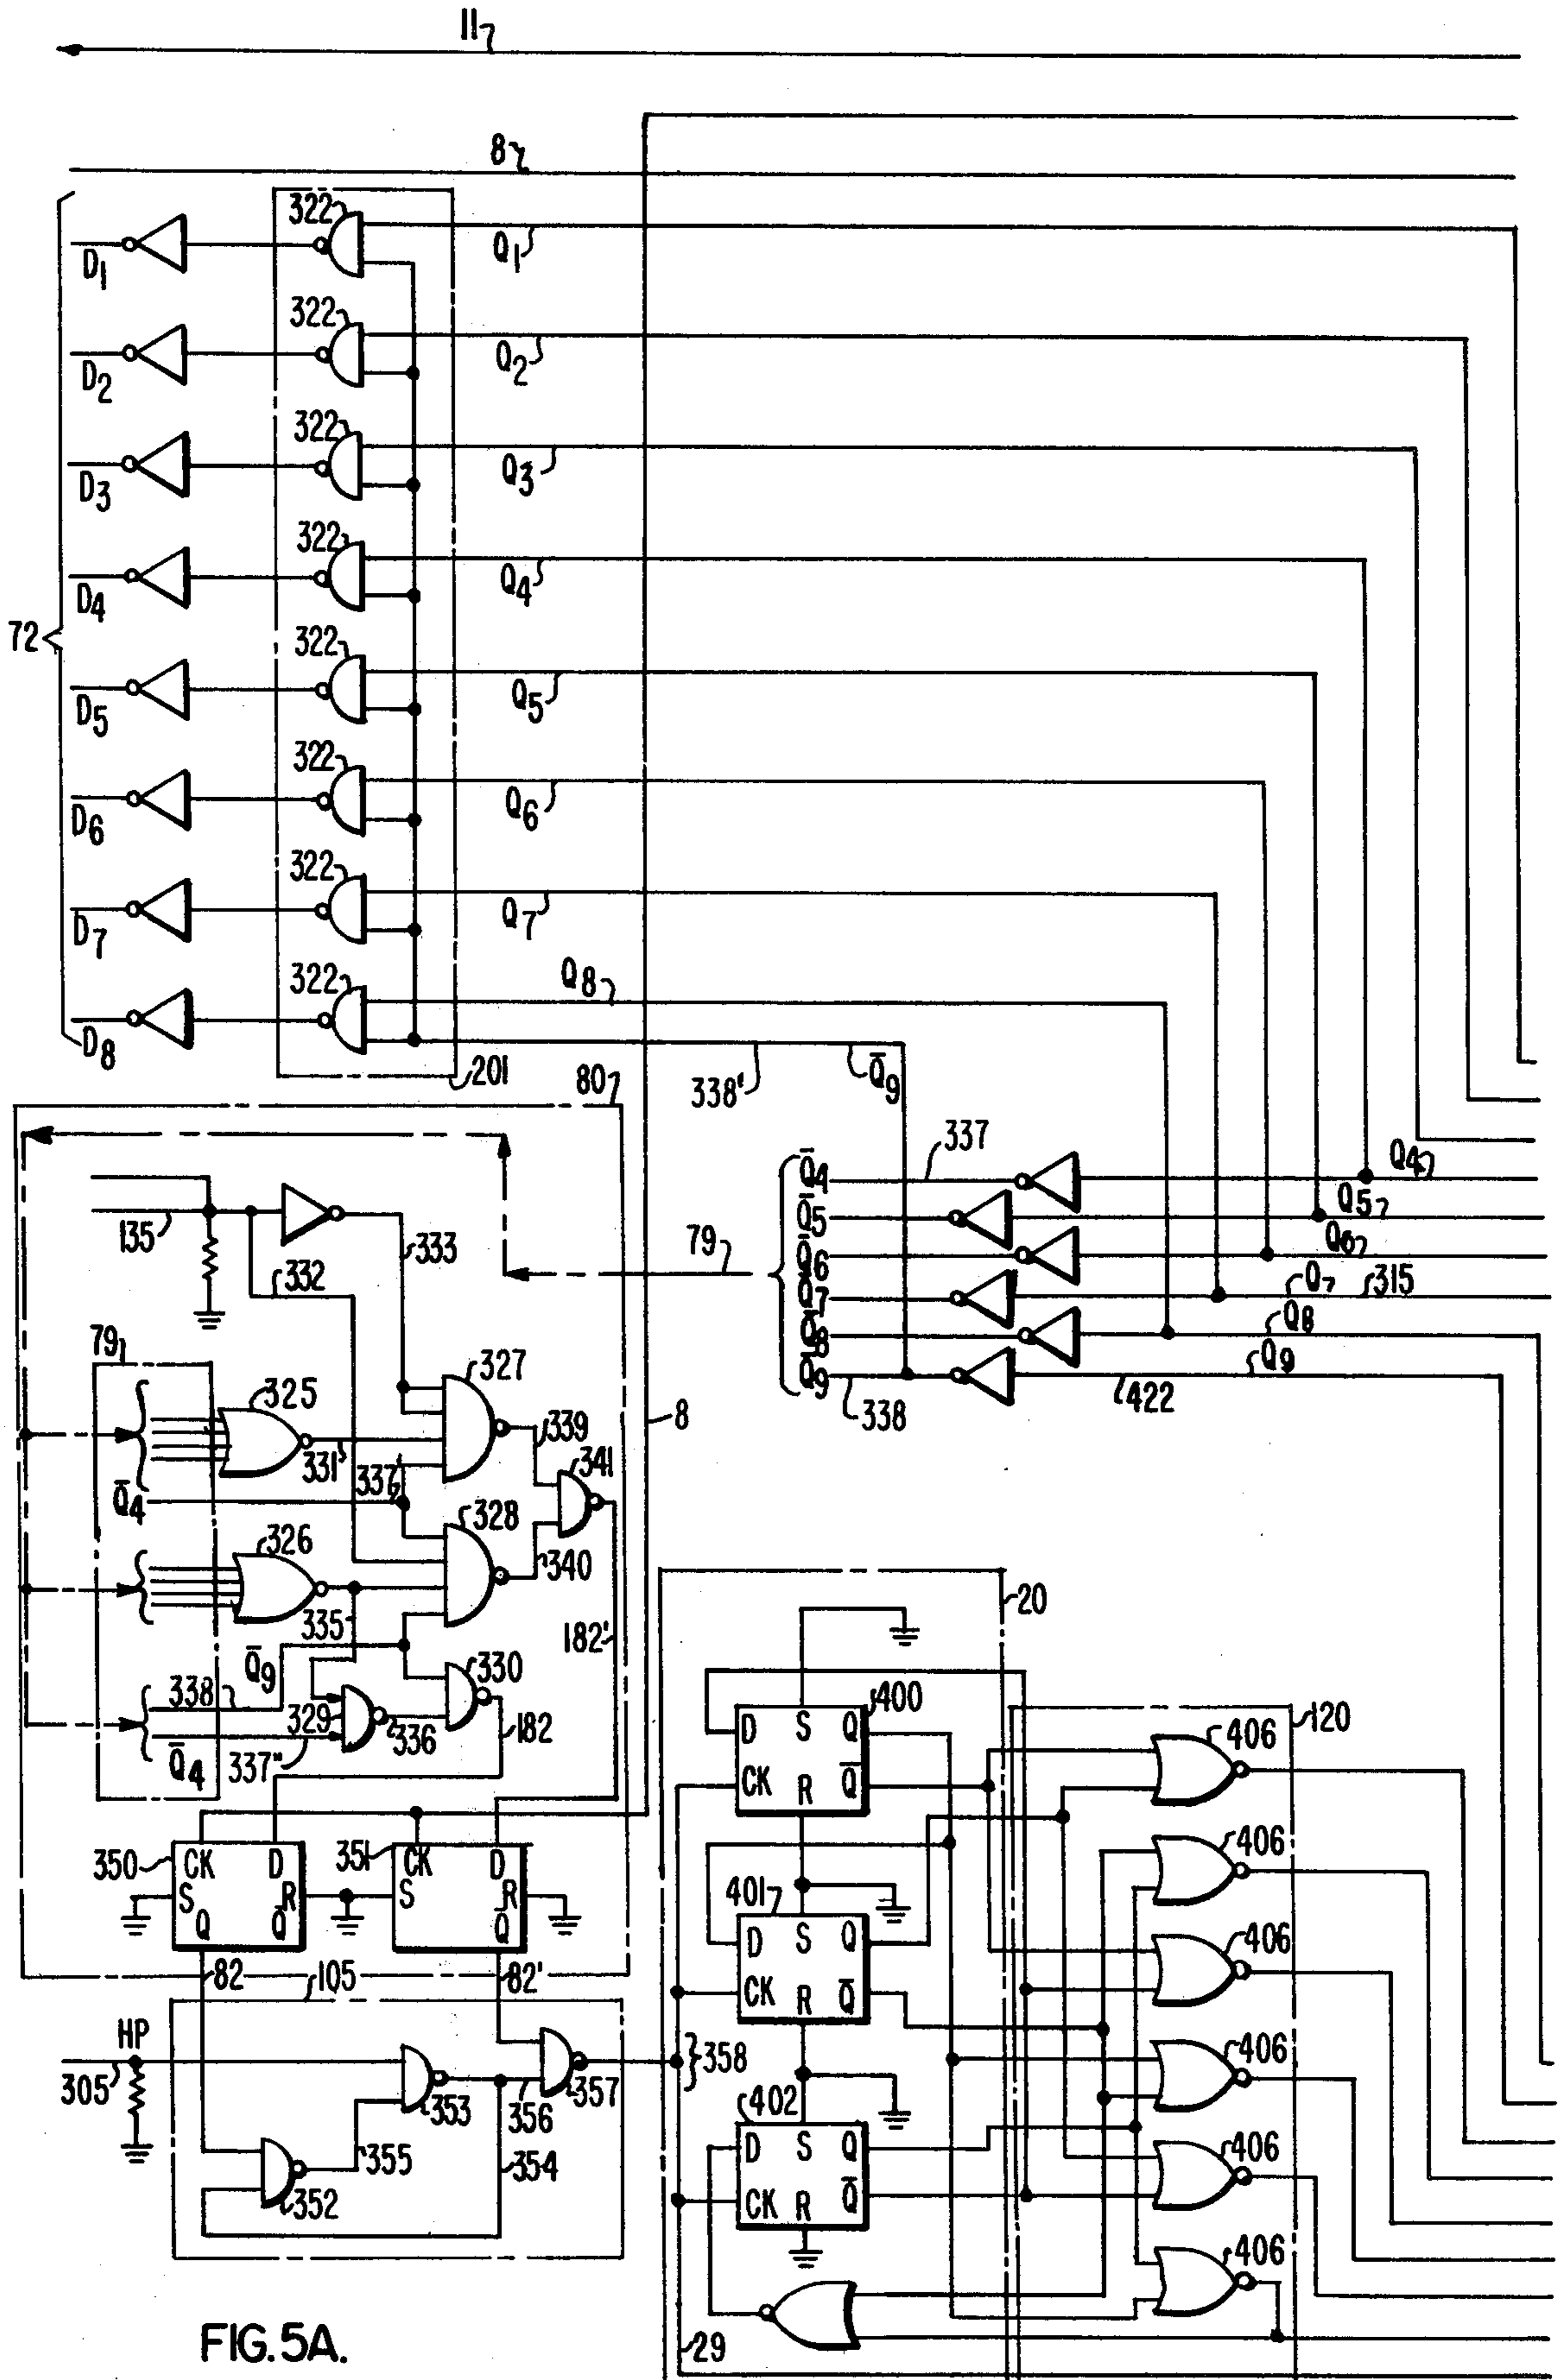 11
8
322
Q1
D1
322
Q2
D2
322
Q3
D3
322
Q4
D4
72
322
Q5
D5
322
Q6
D6
322
Q7
D7
322
Q8
D8
201
80
338'
Q̄9
337
Q̄4
Q4
135
333
Q̄5
Q5
79
332
Q̄6
Q6
Q̄7
Q7
315
Q̄8
Q8
79
327
Q̄9
Q9
325
338
422
8
339
331
337
341
Q̄4
328
326
340
335
20
182'
Q̄9
330
338
400
329
336
182
120
Q̄4
337"
D S Q
406
CK R Q̄
406
350
CK D
351
CK D
S R
S R
401
Q Q̄
Q̄
D S Q
406
82
105
82'
CK R Q̄
HP
358
406
305
353
356
357
402
D S Q
406
355
354
352
CK R Q̄
406
FIG. 5A.
29